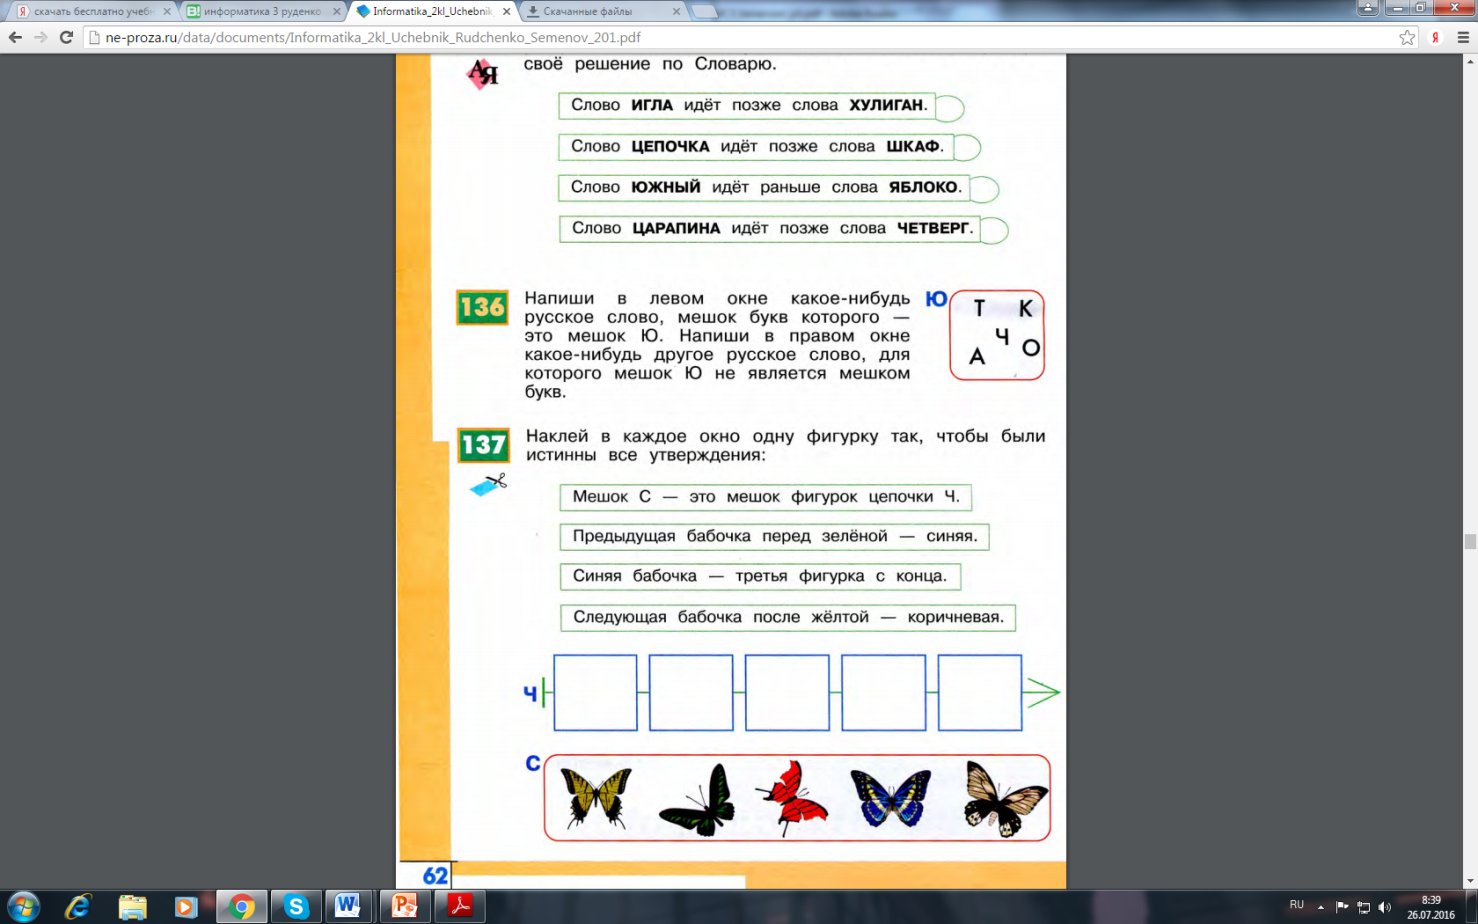 скачать бесплатно учебн
информатика 3 руденко
Informatika_2kl_Uchebnik_
Скачанные файлы
ne-proza.ru/data/documents/Informatika_2kl_Uchebnik_Rudchenko_Semenov_201.pdf
АЯ
своё решение по Словарю.
Слово ИГЛА идёт позже слова ХУЛИГАН.
Слово ЦЕПОЧКА идёт позже слова ШКАФ.
Слово ЮЖНЫЙ идёт раньше слова ЯБЛОКО.
Слово ЦАРАПИНА идёт позже слова ЧЕТВЕРГ.
136
Напиши в левом окне какое-нибудь
русское слово, мешок букв которого —
это мешок Ю. Напиши в правом окне
какое-нибудь другое русское слово, для
которого мешок Ю не является мешком
букв.
Ю
Т К
Ч
А О
137
Наклей в каждое окно одну фигурку так, чтобы были
истинны все утверждения:
Мешок С — это мешок фигурок цепочки Ч.
Предыдущая бабочка перед зелёной — синяя.
Синяя бабочка — третья фигурка с конца.
Следующая бабочка после жёлтой — коричневая.
Ч
С
62
RU
8:39
26.07.2016